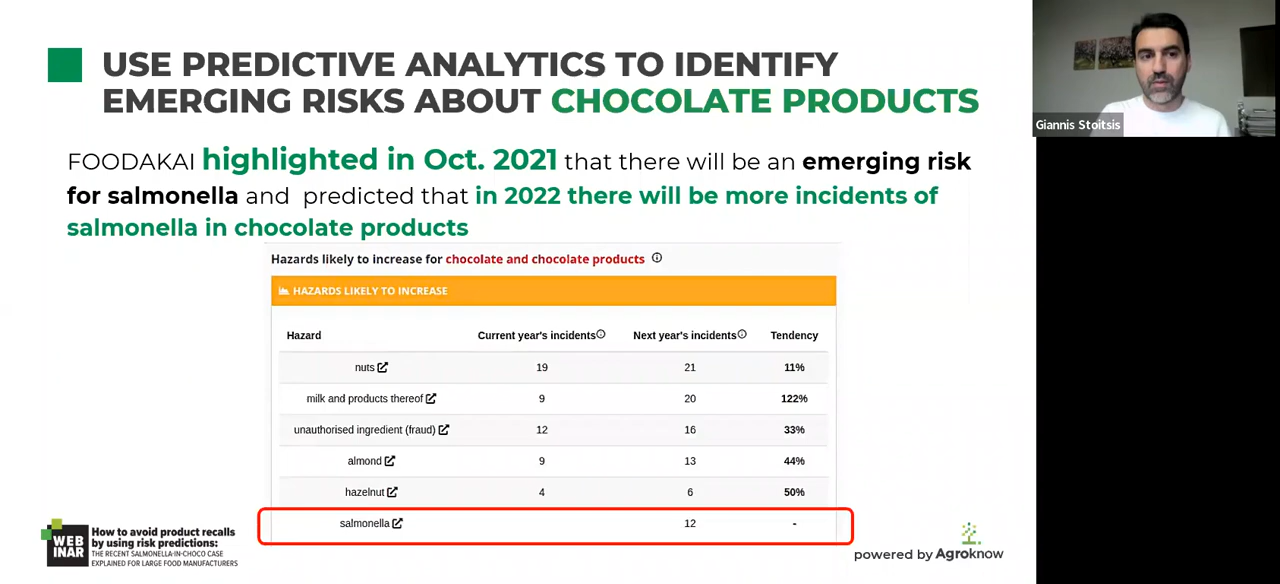 USE PREDICTIVE ANALYTICS TO IDENTIFY
EMERGING RISKS ABOUT CHOCOLATE PRODUCTS
Giannis Stoitsis
FOODAKAI highlighted in Oct. 2021 that there will be an emerging risk
for salmonella and predicted that in 2022 there will be more incidents of
salmonella in chocolate products
Hazards likely to increase for chocolate and chocolate products
HAZARDS LIKELY TO INCREASE
Hazard Current year's incidents Next year's incidents Tendency
nuts 19 21 11%
milk and products thereof 9 20 122%
unauthorised ingredient (fraud) 12 16 33%
almond 9 13 44%
hazelnut 4 6 50%
salmonella 12 -
WEB
INAR
How to avoid product recalls
by using risk predictions:
THE RECENT SALMONELLA-IN-CHOCO CASE
EXPLAINED FOR LARGE FOOD MANUFACTURERS
powered by Agroknow